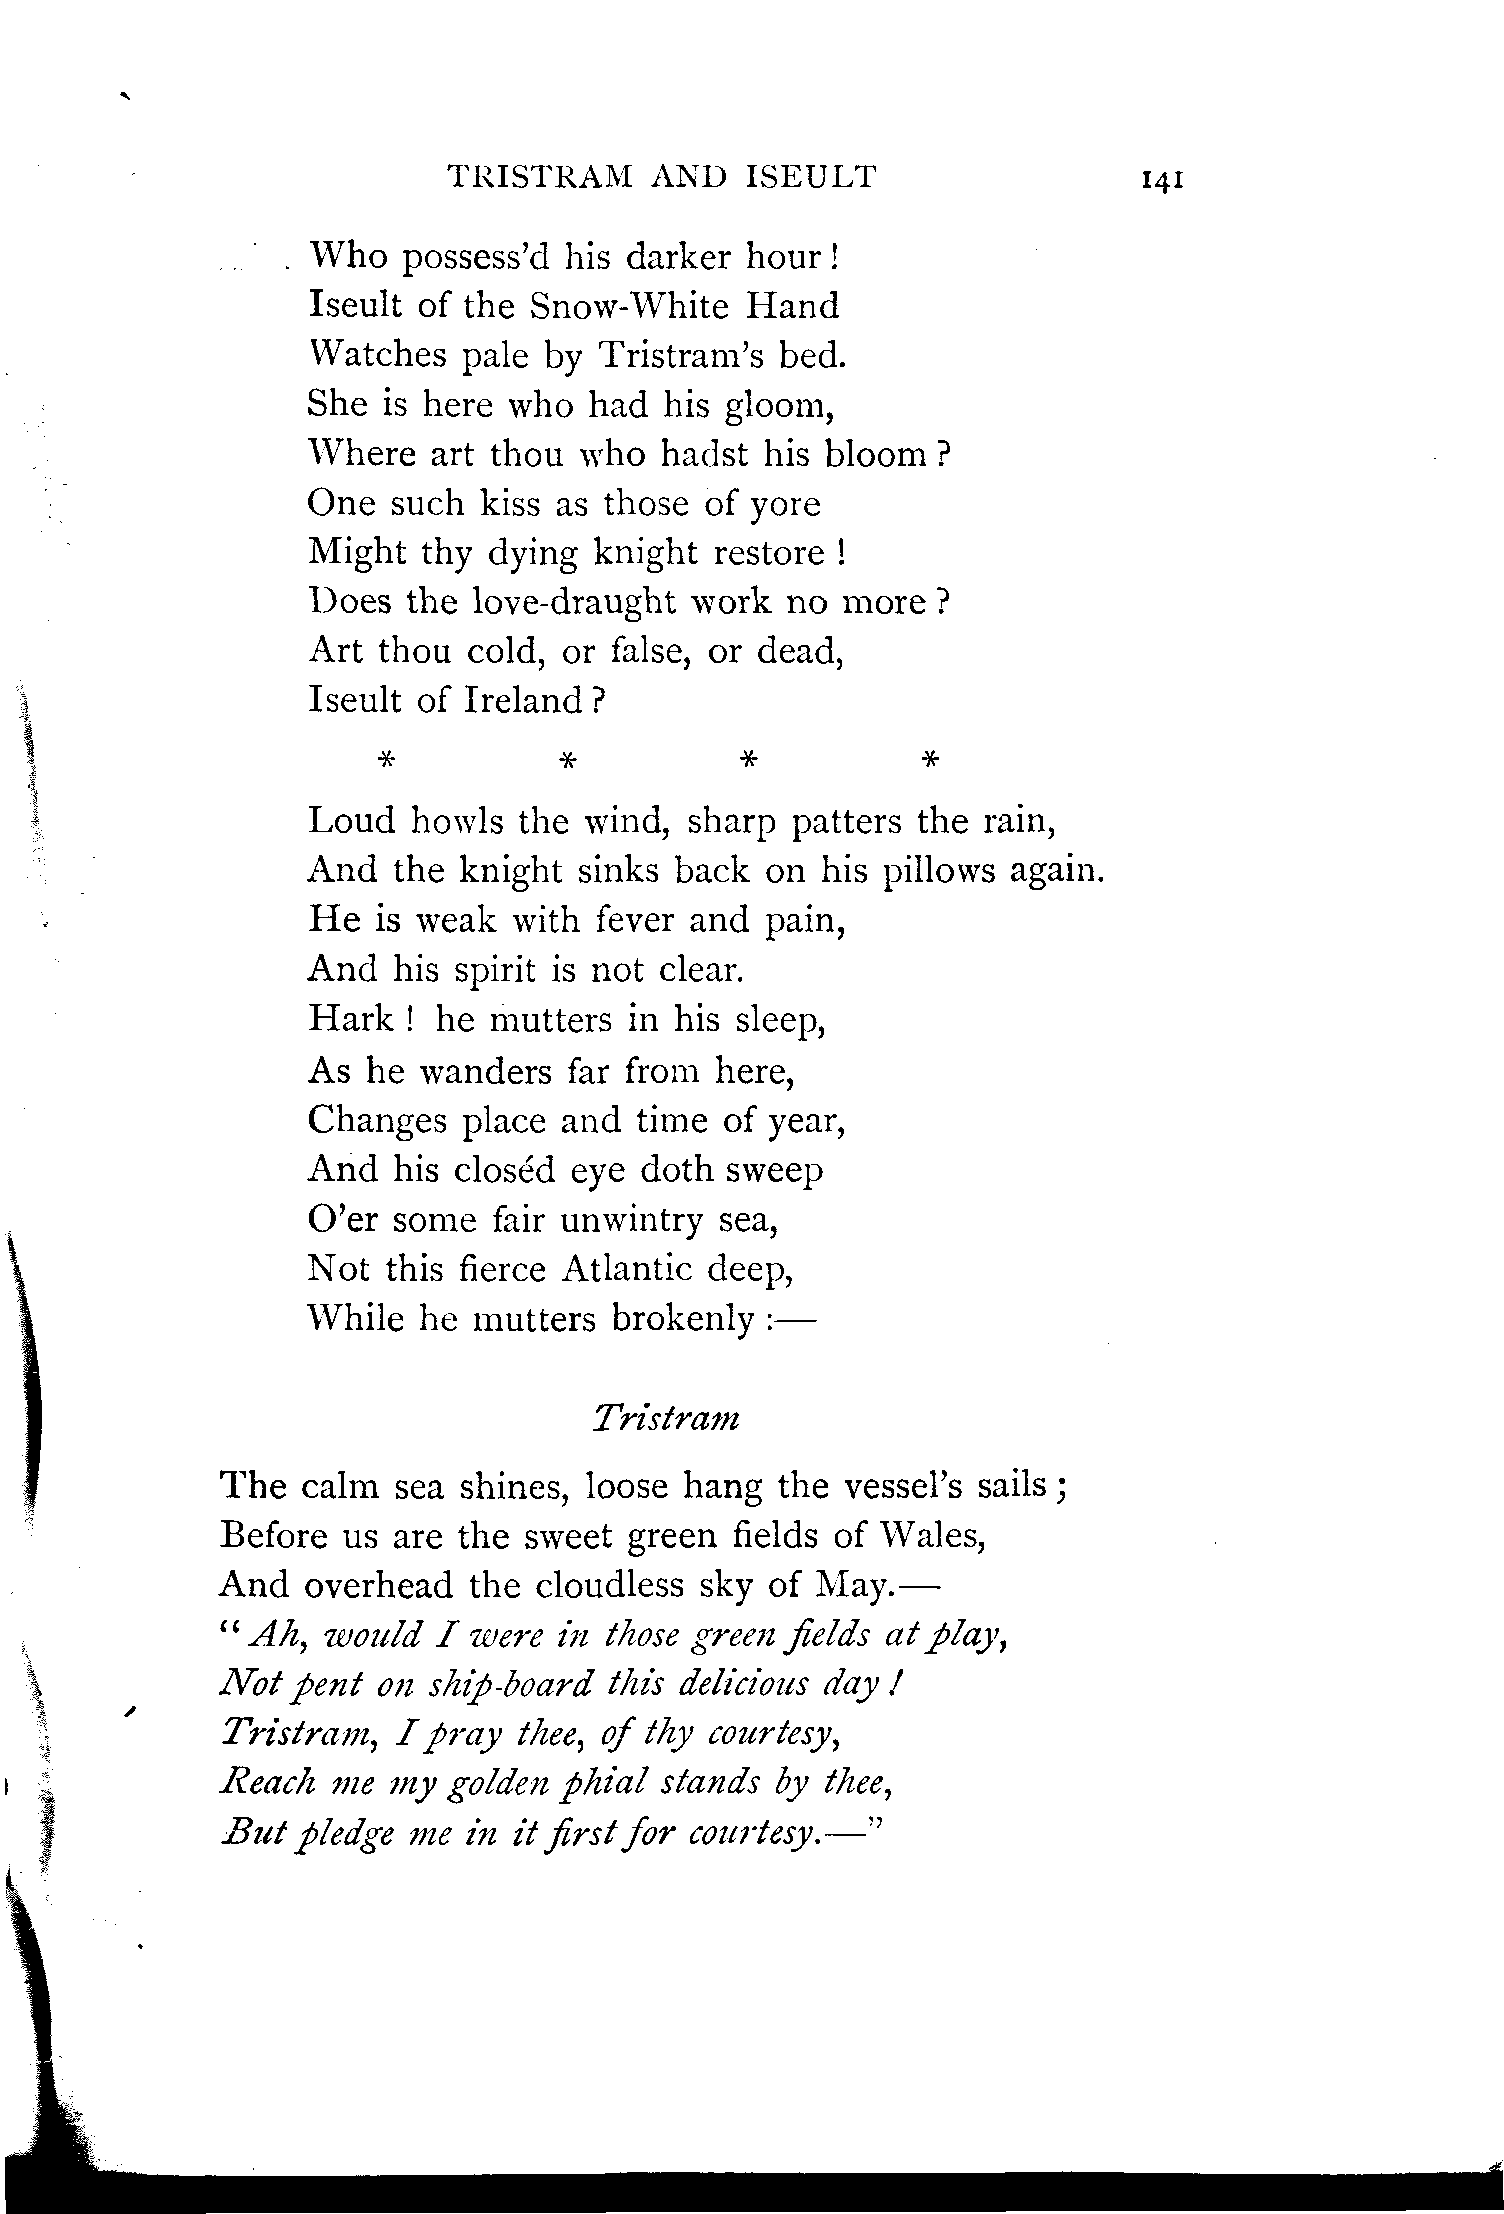 TRISTRAM AND ISEULT 141
Who possess'd his darker hour!
Iseult of the Snow-White Hand
Watches pale by Tristram's bed.
She is here who had his gloom,
Where art thou who hadst his bloom?
One such kiss as those of yore
Might thy dying knight restore!
Does the love-draught work no more?
Art thou cold, or false, or dead,
Iseult of Ireland?
* * * *
Loud howls the wind, sharp patters the rain,
And the knight sinks back on his pillows again.
He is weak with fever and pain,
And his spirit is not clear.
Hark! he mutters in his sleep,
As he wanders far from here,
Changes place and time of year,
And his closéd eye doth sweep
O'er some fair unwintry sea,
Not this fierce Atlantic deep,
While he mutters brokenly:—
Tristram
The calm sea shines, loose hang the vessel's sails;
Before us are the sweet green fields of Wales,
And overhead the cloudless sky of May.—
"Ah, would I were in those green fields at play,
Not pent on ship-board this delicious day!
Tristram, I pray thee, of thy courtesy,
Reach me my golden phial stands by thee,
But pledge me in it first for courtesy.—"